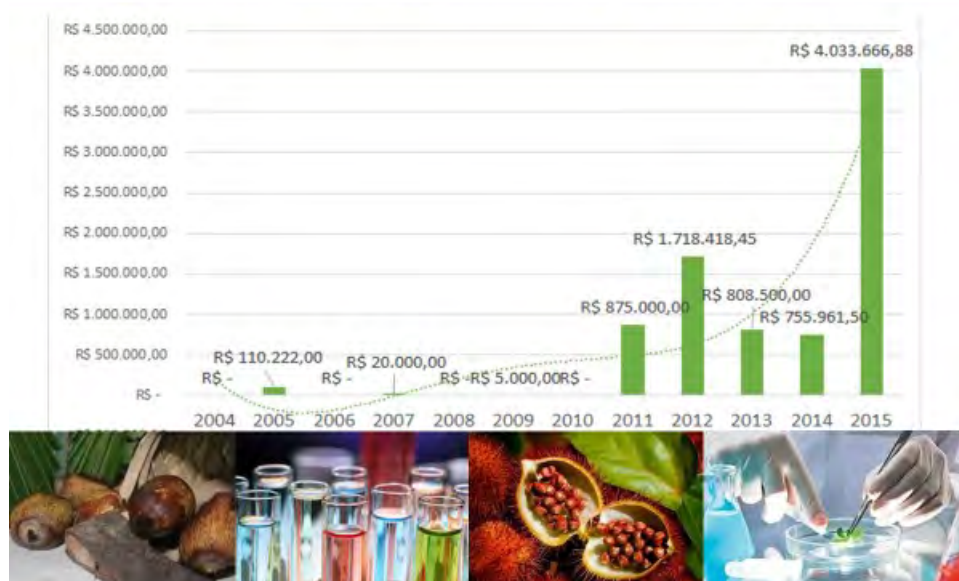 R$ 4.500.000,00
R$ 4.000.000,00
R$ 3.500.000,00
R$ 3.000.000,00
R$ 2.500.000,00
R$ 2.000.000,00
R$ 1.500.000,00
R$ 1.000.000,00
R$ 500.000,00
R$ -
R$ 4.033.666,88
R$ 1.718.418,45
R$ 875.000,00
R$ 808.500,00
R$ 755.961,50
R$ 110.222,00
R$ 20.000,00
R$ - R$ - R$ - R$ 5.000,00 R$ -
2004 2005 2006 2007 2008 2009 2010 2011 2012 2013 2014 2015